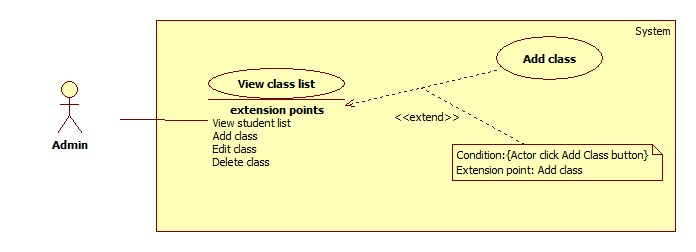 System
Add class
View class list
extension points
View student list
Add class
Edit class
Delete class
<<extend>>
Admin
Condition:{Actor click Add Class button}
Extension point: Add class